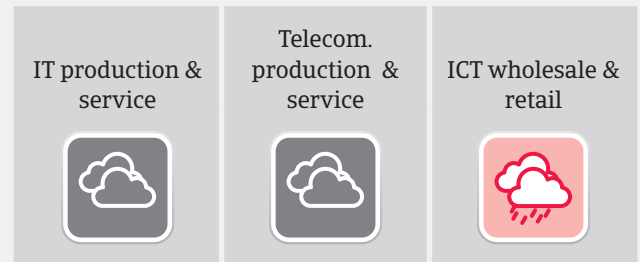 IT production &
service
Telecom.
production &
service
ICT wholesale &
retail